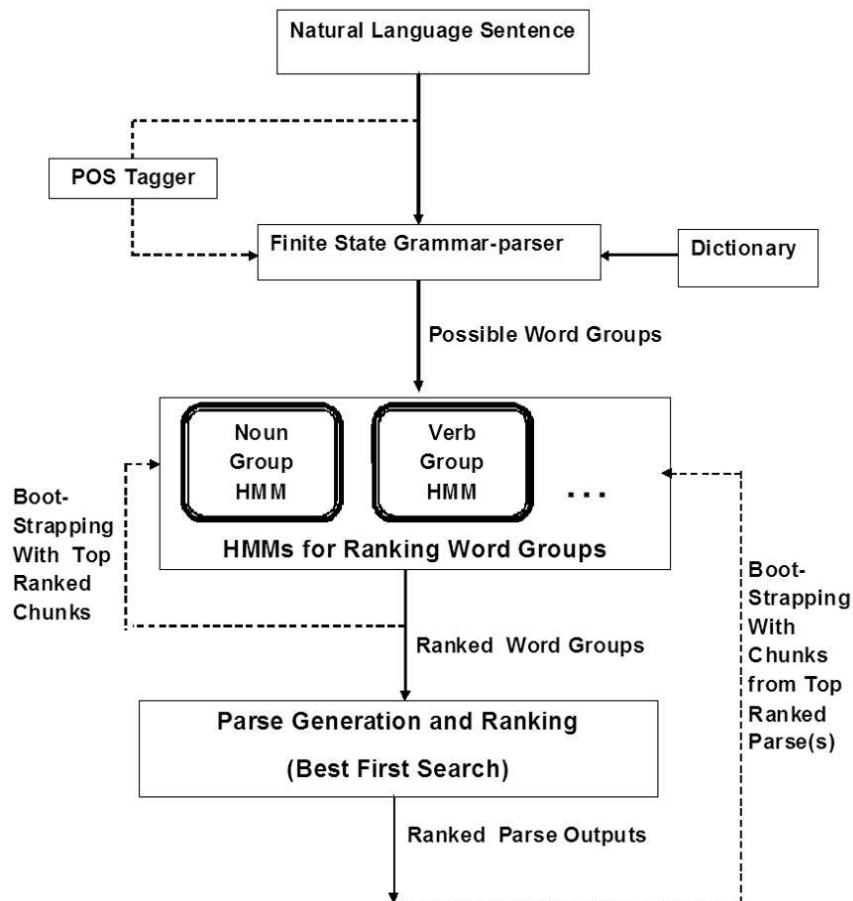 Natural Language Sentence
POS Tagger
Finite State Grammar-parser
Dictionary
Possible Word Groups
Noun
Group
HMM
Verb
Group
HMM
...
HMMs for Ranking Word Groups
Boot-
Strapping
With Top
Ranked
Chunks
Boot-
Strapping
With
Chunks
from Top
Ranked
Parse(s)
Ranked Word Groups
Parse Generation and Ranking
(Best First Search)
Ranked Parse Outputs